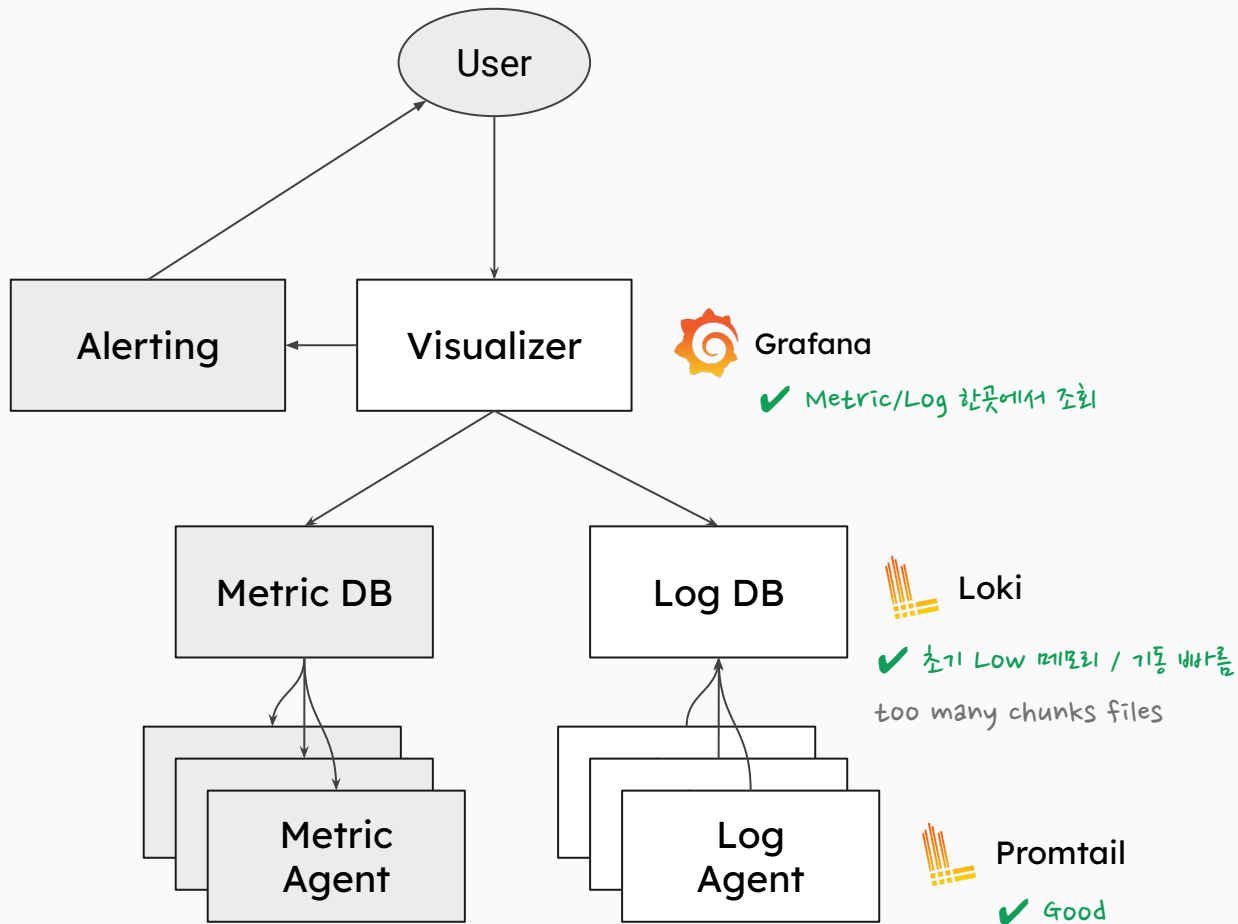 User
Alerting
Visualizer
Grafana
✔ Metric/Log 한곳에서 조회
Metric DB
Log DB
Loki
✔ 초기 Low 메모리 / 기동 빠름
too many chunks files
Metric
Agent
Log
Agent
Promtail
✔ Good